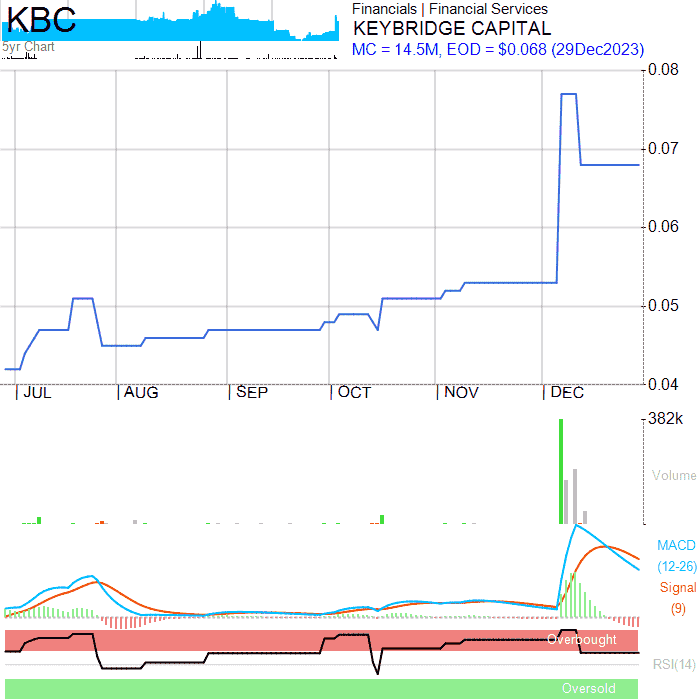 KBC
5yr Chart
Financials | Financial Services
KEYBRIDGE CAPITAL
MC = 14.5M, EOD = $0.068 (29Dec2023)
0.08
0.07
0.06
0.05
0.04
JUL AUG SEP OCT NOV DEC
382k
Volume
MACD
(12-26)
Signal
(9)
Overbought
RSI(14)
Oversold